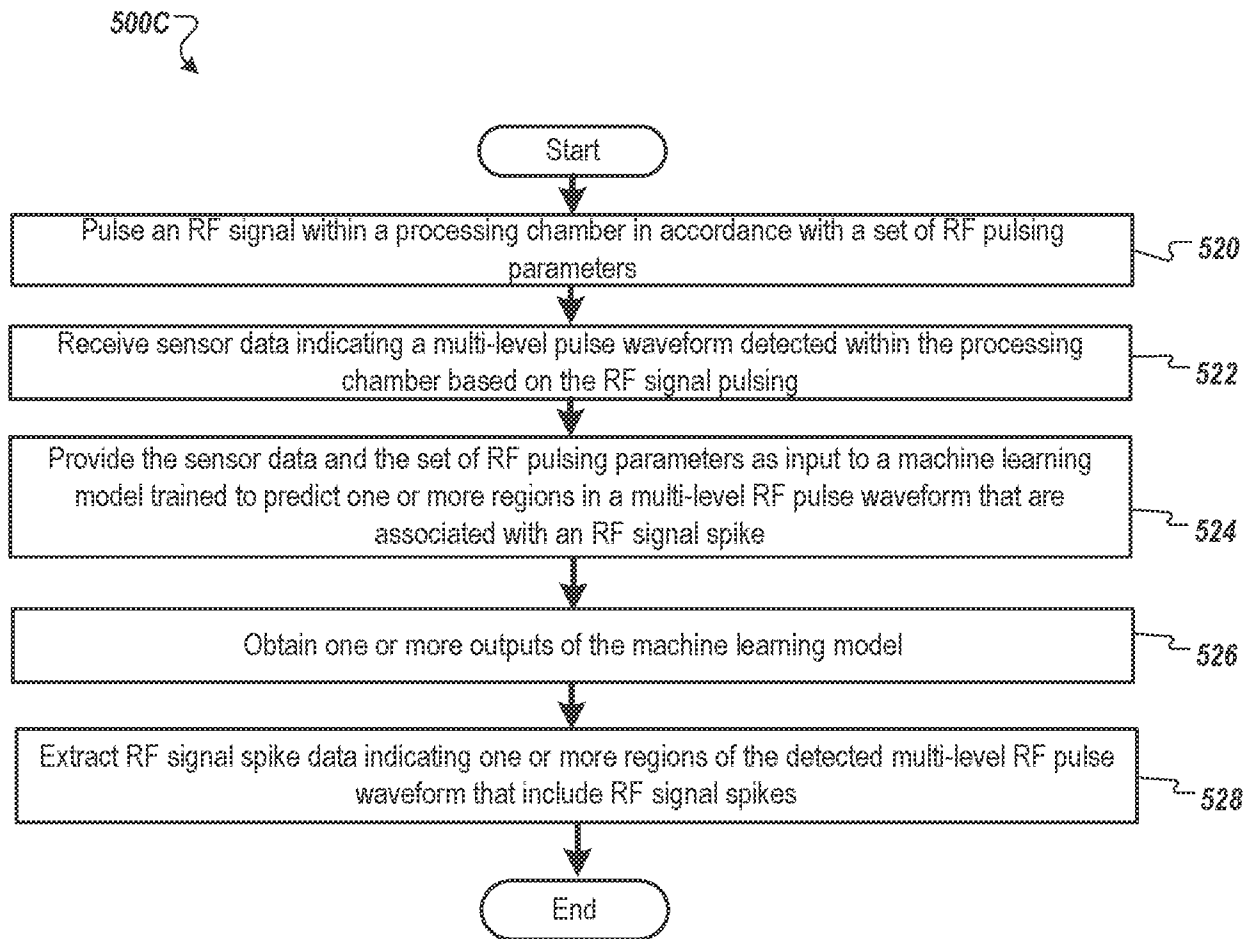 500C
Start
Pulse an RF signal within a processing chamber in accordance with a set of RF pulsing
parameters
520
Receive sensor data indicating a multi-level pulse waveform detected within the processing
chamber based on the RF signal pulsing
522
Provide the sensor data and the set of RF pulsing parameters as input to a machine learning
model trained to predict one or more regions in a multi-level RF pulse waveform that are
associated with an RF signal spike
524
Obtain one or more outputs of the machine learning model
526
Extract RF signal spike data indicating one or more regions of the detected multi-level RF pulse
waveform that include RF signal spikes
528
End